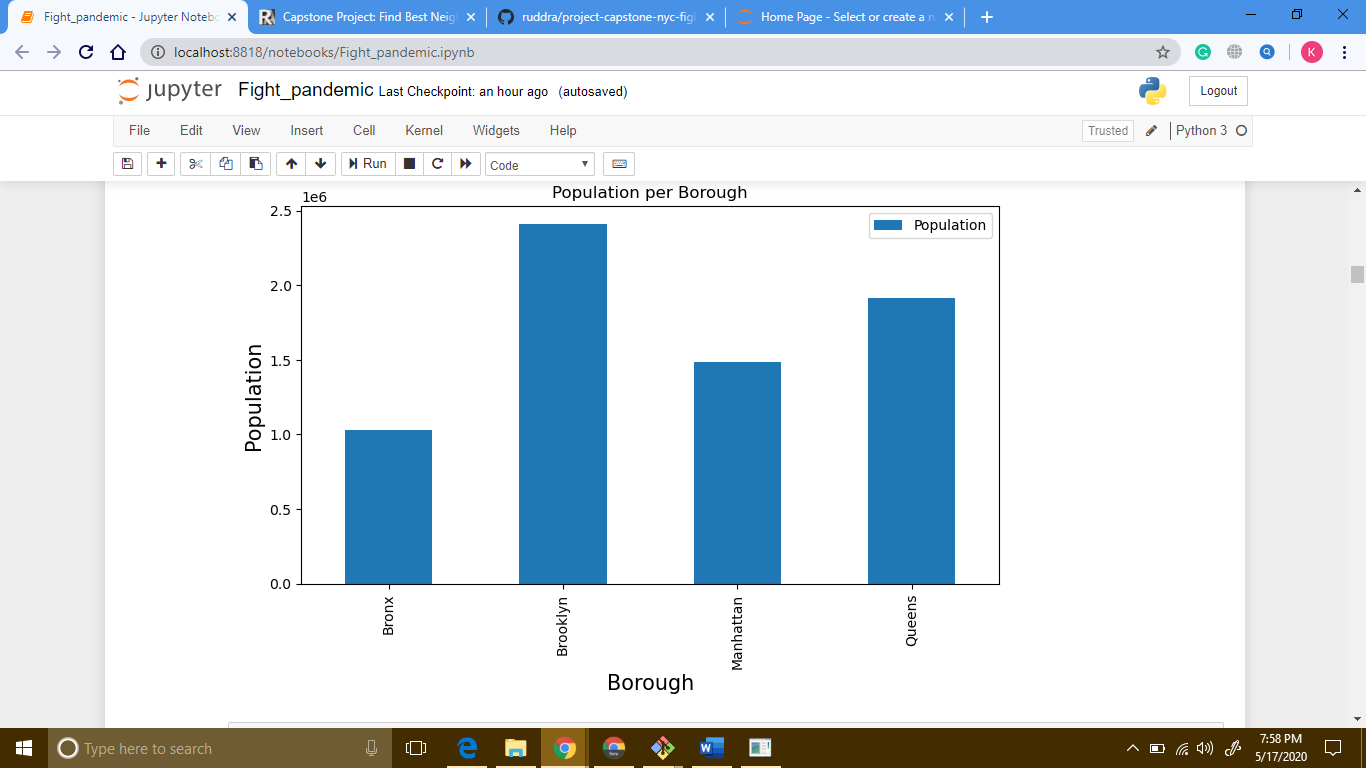 Fight_pandemic - Jupyter Notebo
Capstone Project: Find Best Neigh
ruddra/project-capstone-nyc-figh
Home Page - Select or create a n
localhost:8818/notebooks/Fight_pandemic.ipynb
K
jupyter Fight_pandemic Last Checkpoint: an hour ago (autosaved)
Logout
File Edit View Insert Cell Kernel Widgets Help
Trusted
Python 3
Run
Code
Population per Borough
1e6
2.5
2.0
1.5
1.0
0.5
0.0
Population
Population
Bronx
Brooklyn
Manhattan
Queens
Borough
Type here to search
7:58 PM
5/17/2020